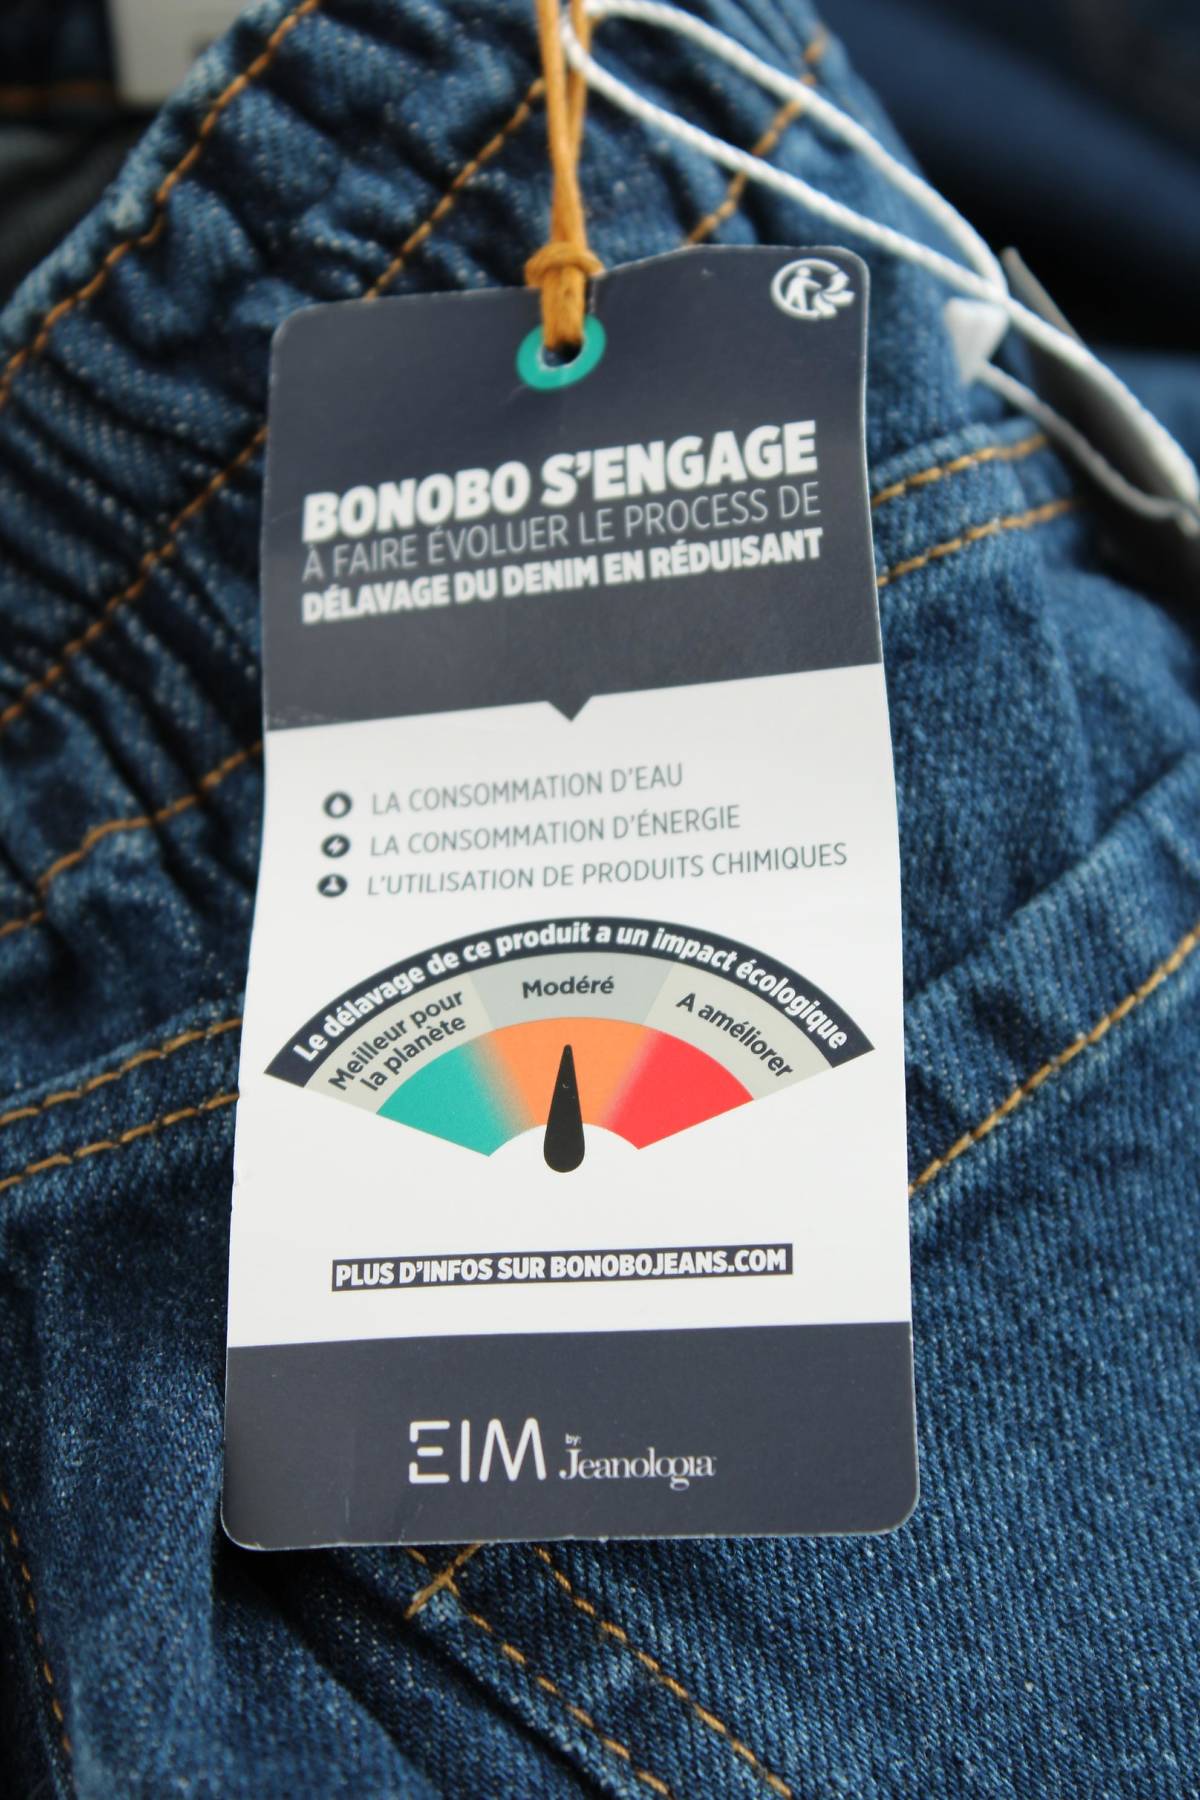 BONOBO S'ENGAGE
À FAIRE ÉVOLUER LE PROCESS DE
DÉLAVAGE DU DENIM EN RÉDUISANT
LA CONSOMMATION D'EAU
LA CONSOMMATION D'ÉNERGIE
L'UTILISATION DE PRODUITS CHIMIQUES
Le délavage de ce produit a un impact écologique
Meilleur pour
la planète
Modéré
A améliorer
PLUS D'INFOS SUR BONOBOJEANS.COM
EIM by: Jeanologia